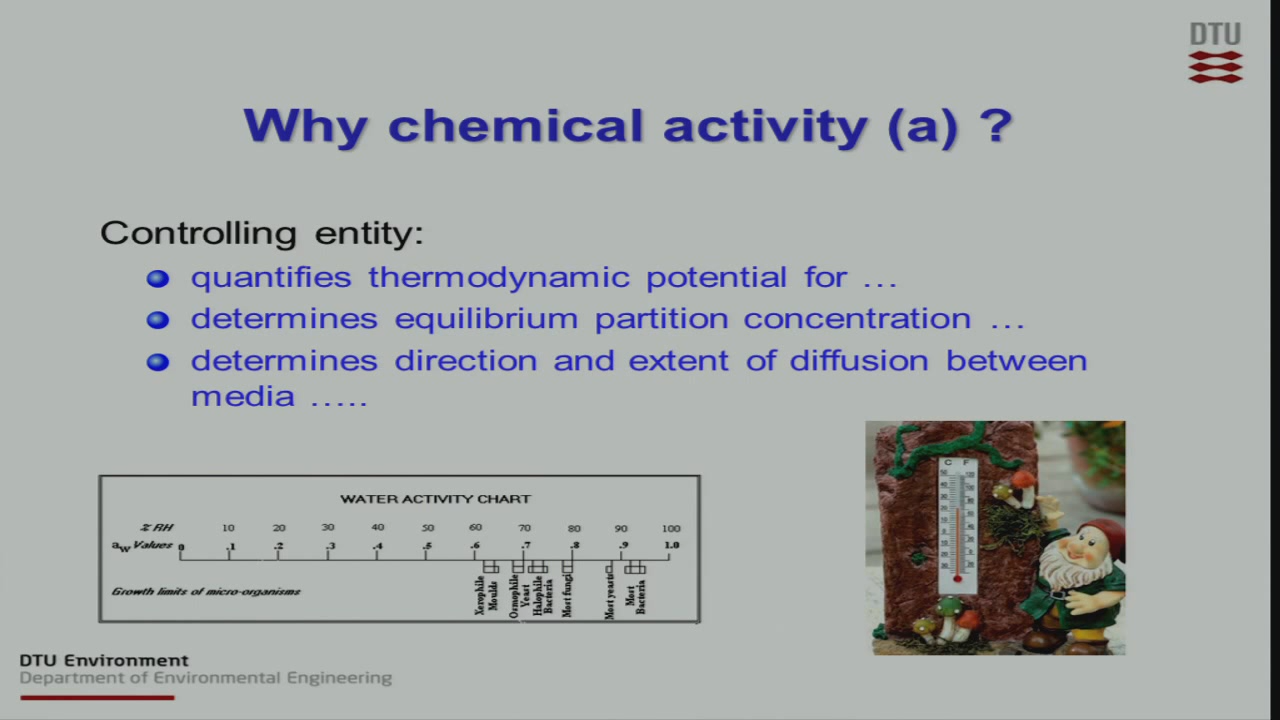 DTU
Why chemical activity (a) ?
Controlling entity:
quantifies thermodynamic potential for ...
determines equilibrium partition concentration ...
determines direction and extent of diffusion between
media .....
WATER ACTIVITY CHART
% RH 10 20 30 40 50 60 70 80 90 100
aw Values 0 .1 .2 .3 .4 .5 .6 .7 .8 .9 1.0
Growth limits of micro-organisms
Xerophile
Moulds
Osmophile
Yeast
Halophile
Bacteria
Most fungi
Most yeasts
Most
Bacteria
C F
DTU Environment
Department of Environmental Engineering